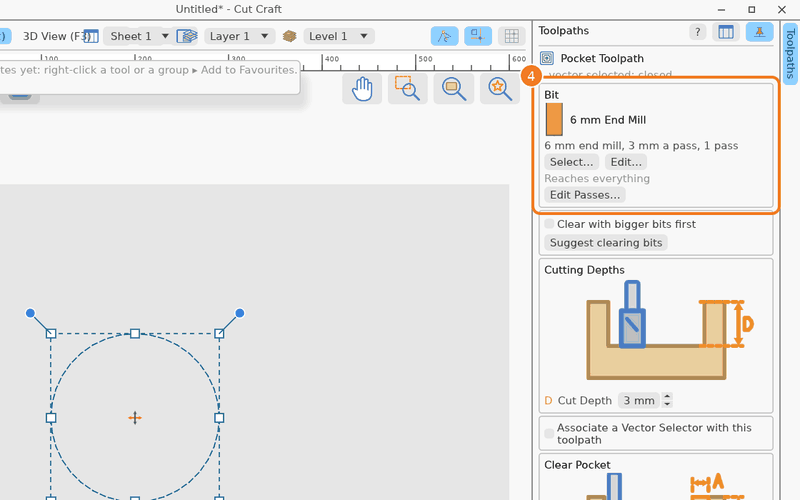 Untitled* - Cut Craft
3D View (F3)
Sheet 1
Layer 1
Level 1
Toolpaths
?
Toolpaths
100
200
300
400
500
600
tes yet: right-click a tool or a group ▸ Add to Favourites.
Pocket Toolpath
vector selected: closed
4
Bit
6 mm End Mill
6 mm end mill, 3 mm a pass, 1 pass
Select...
Edit...
Reaches everything
Edit Passes...
Clear with bigger bits first
Suggest clearing bits
Cutting Depths
D
D Cut Depth 3 mm
Associate a Vector Selector with this
toolpath
Clear Pocket
A